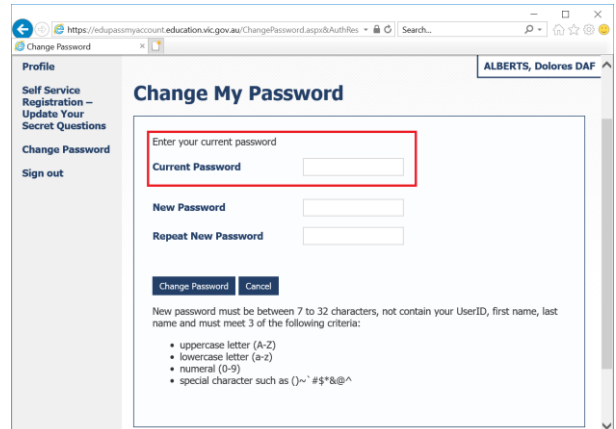 https://edupassmyaccount.education.vic.gov.au/ChangePassword.aspx&AuthRes
Search...
Change Password
Profile
ALBERTS, Dolores DAF
Self Service
Registration –
Update Your
Secret Questions
Change Password
Sign out
Change My Password
Enter your current password
Current Password
New Password
Repeat New Password
Change Password Cancel
New password must be between 7 to 32 characters, not contain your UserID, first name, last
name and must meet 3 of the following criteria:
• uppercase letter (A-Z)
• lowercase letter (a-z)
• numeral (0-9)
• special character such as ()~`#$*&@^